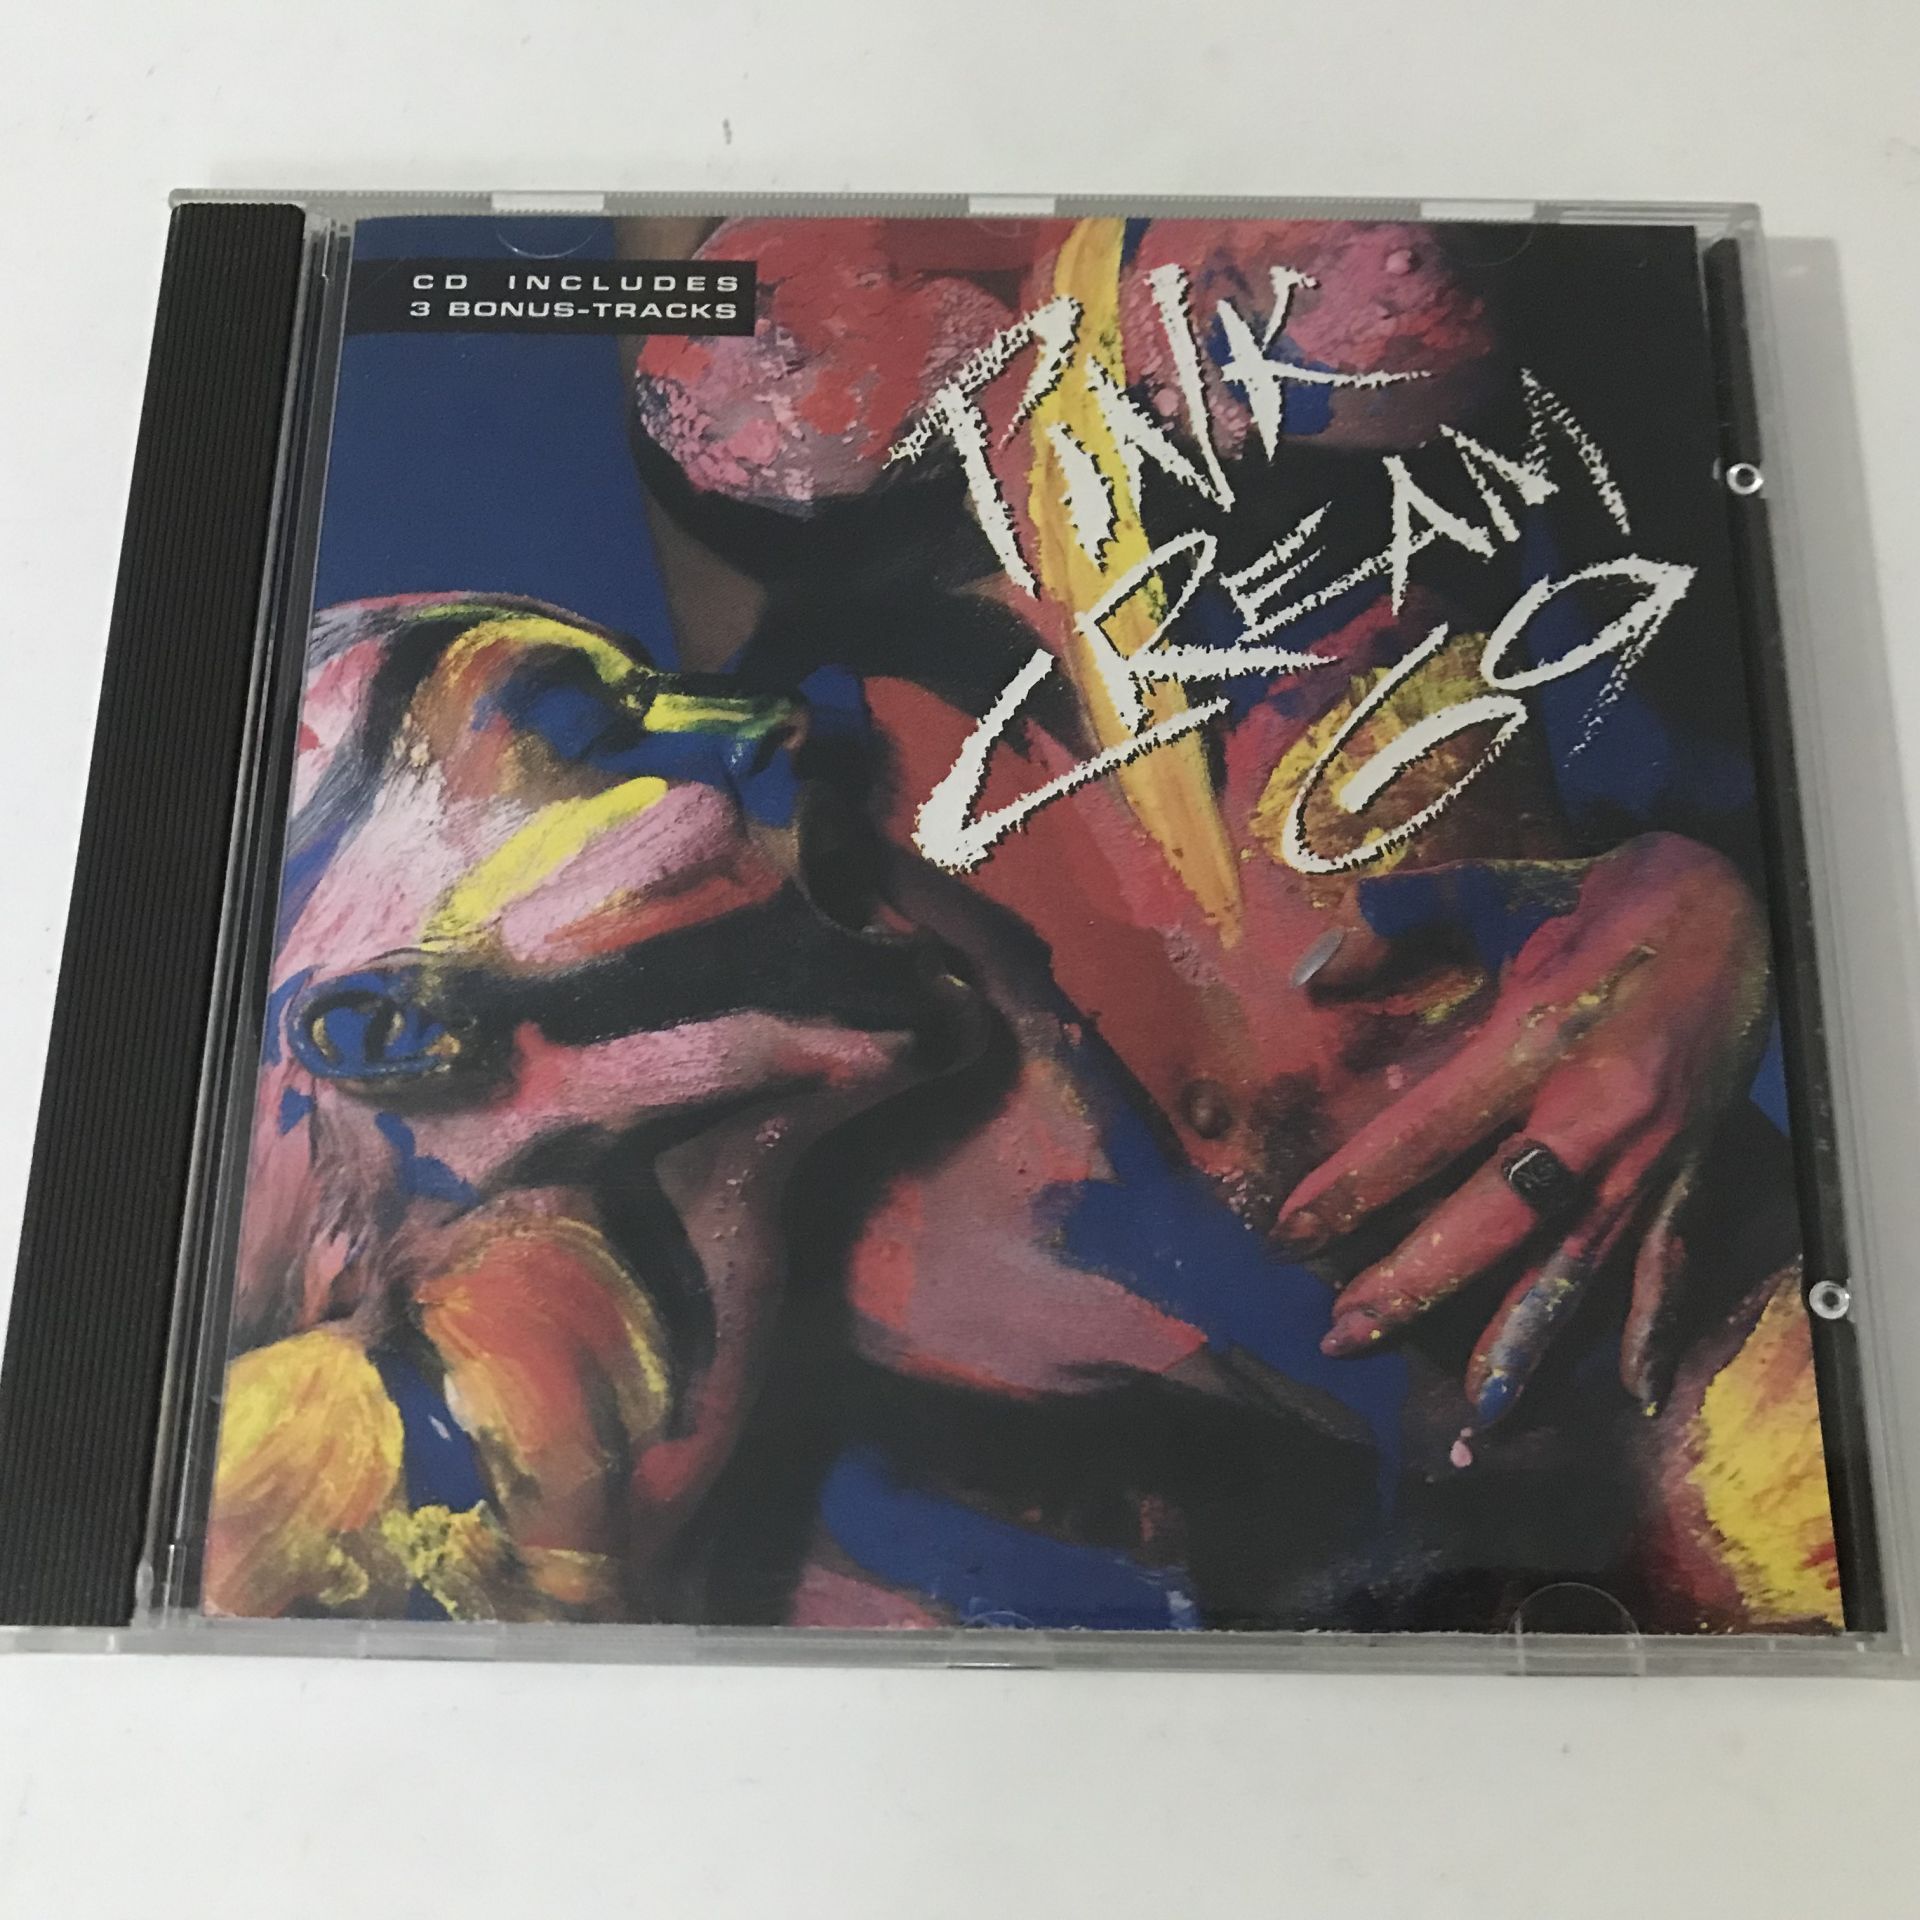 CD INCLUDES
3 BONUS-TRACKS
PINK
CREAM
69